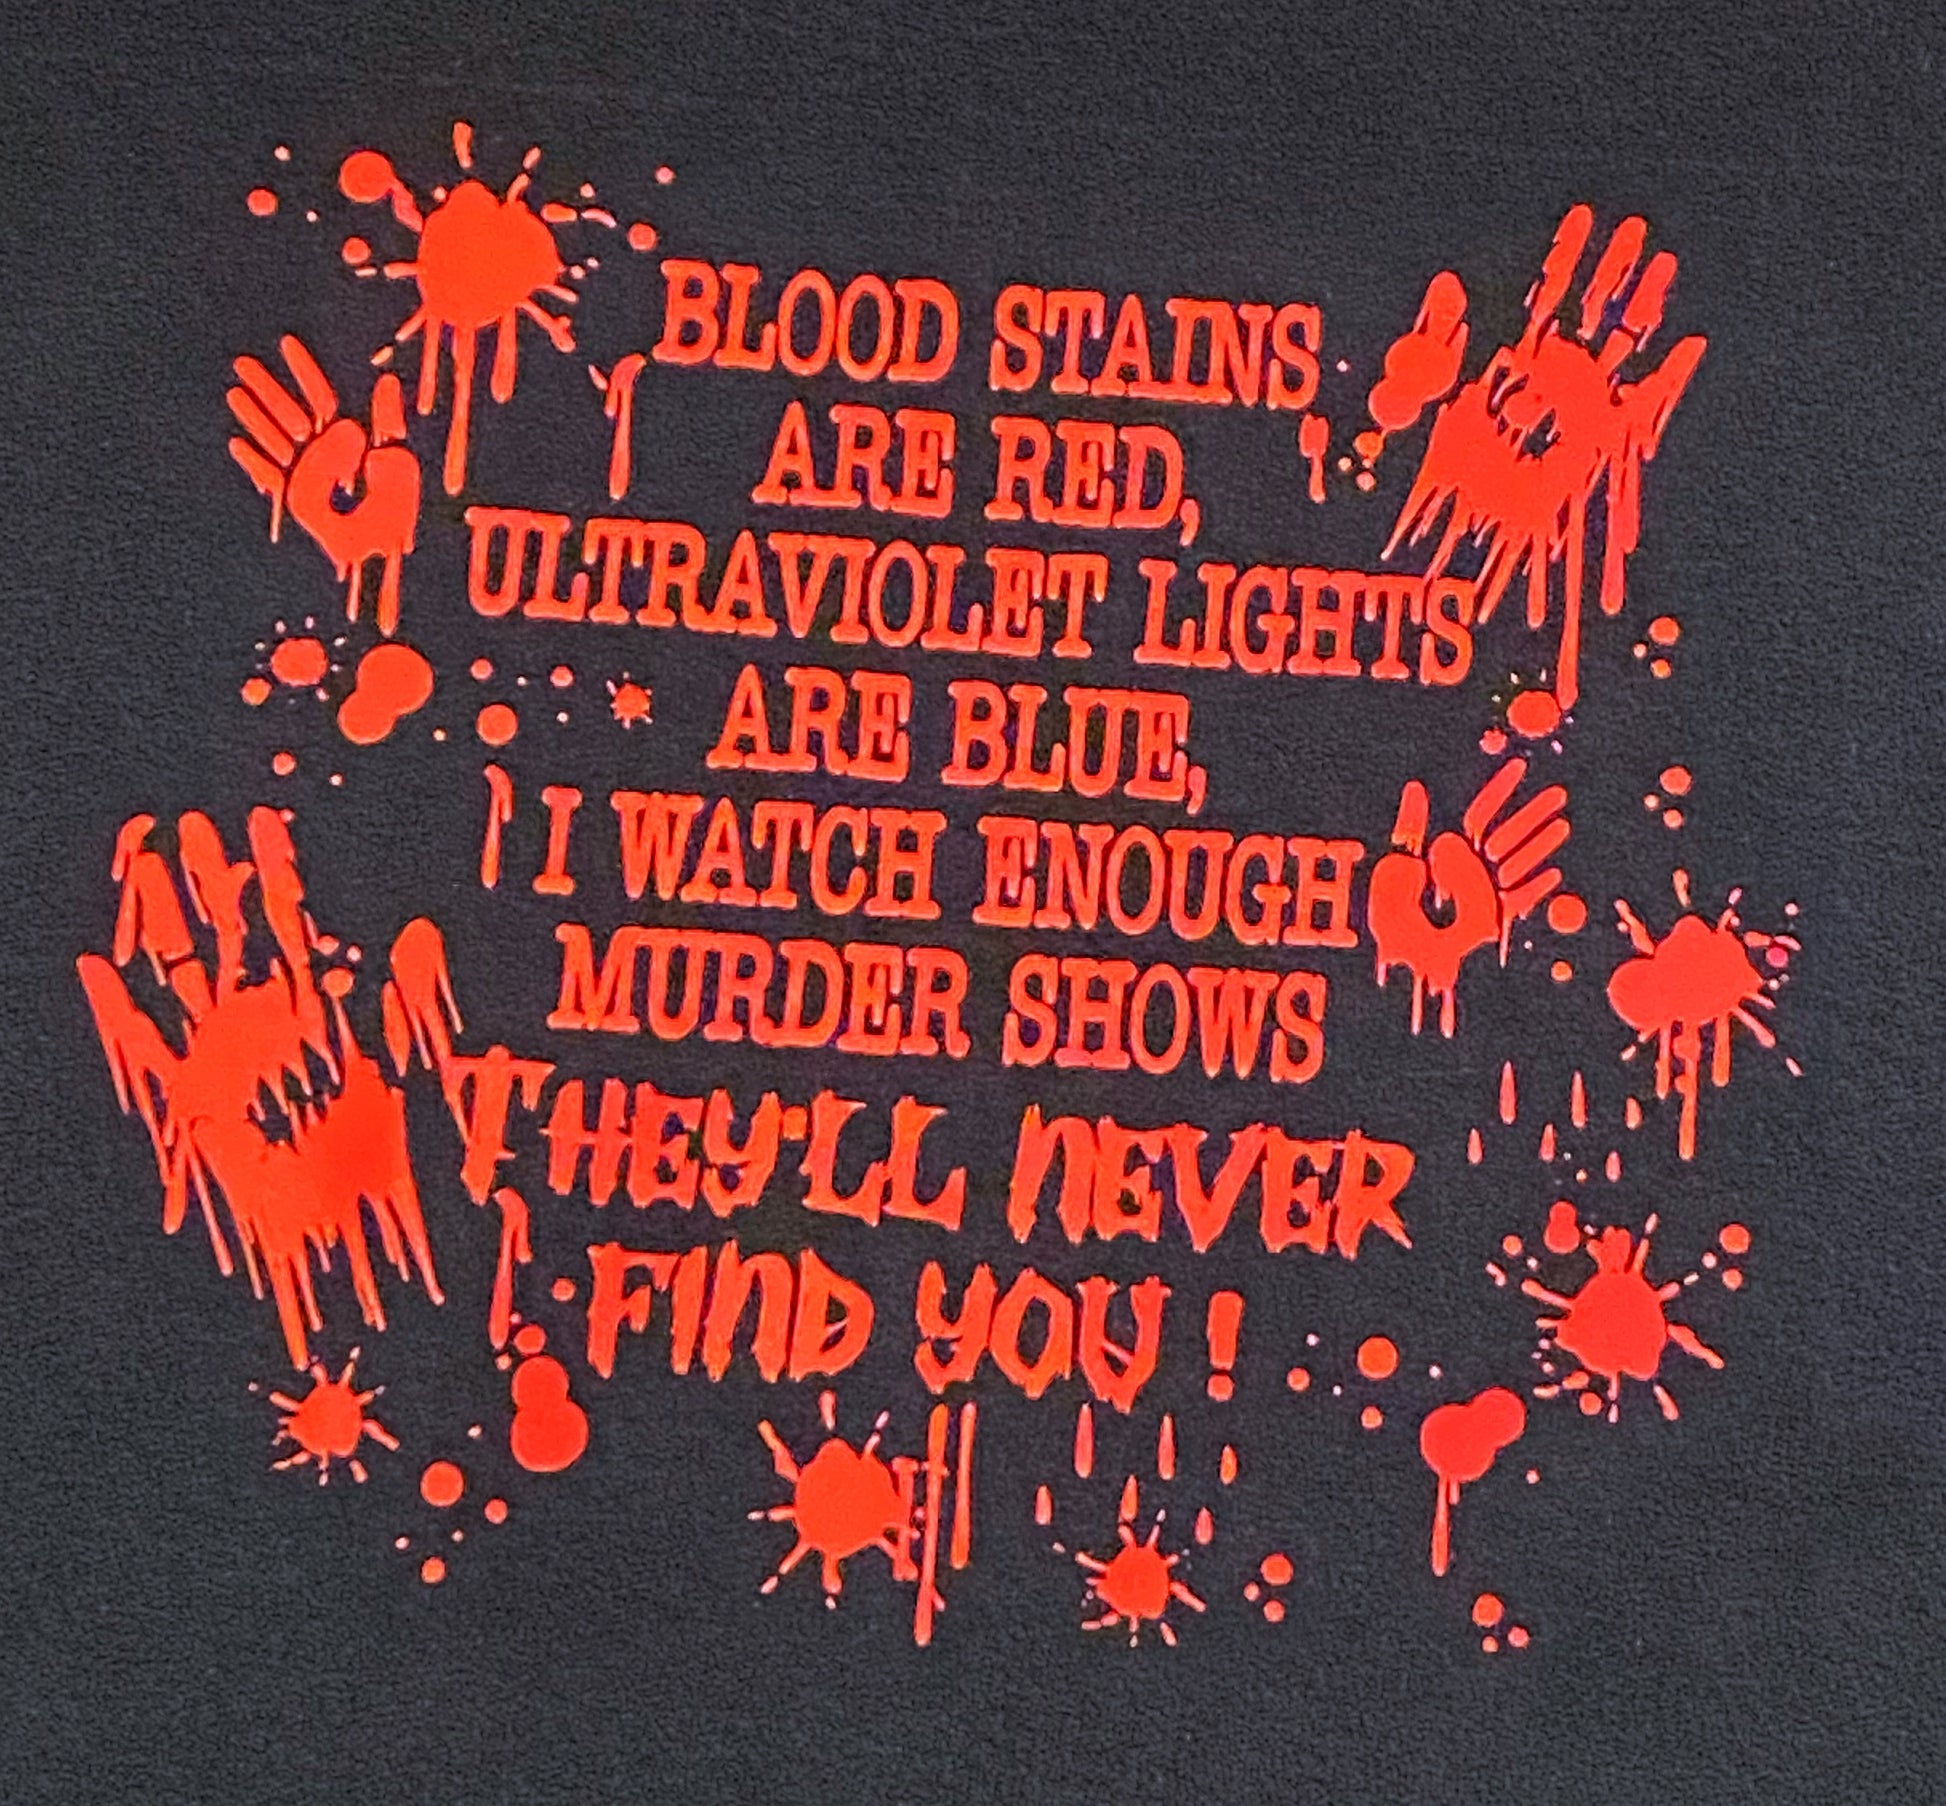 BLOOD STAINS
ARE RED,
ULTRAVIOLET LIGHTS
ARE BLUE,
I WATCH ENOUGH
MURDER SHOWS
THEY'LL NEVER
FIND YOU!